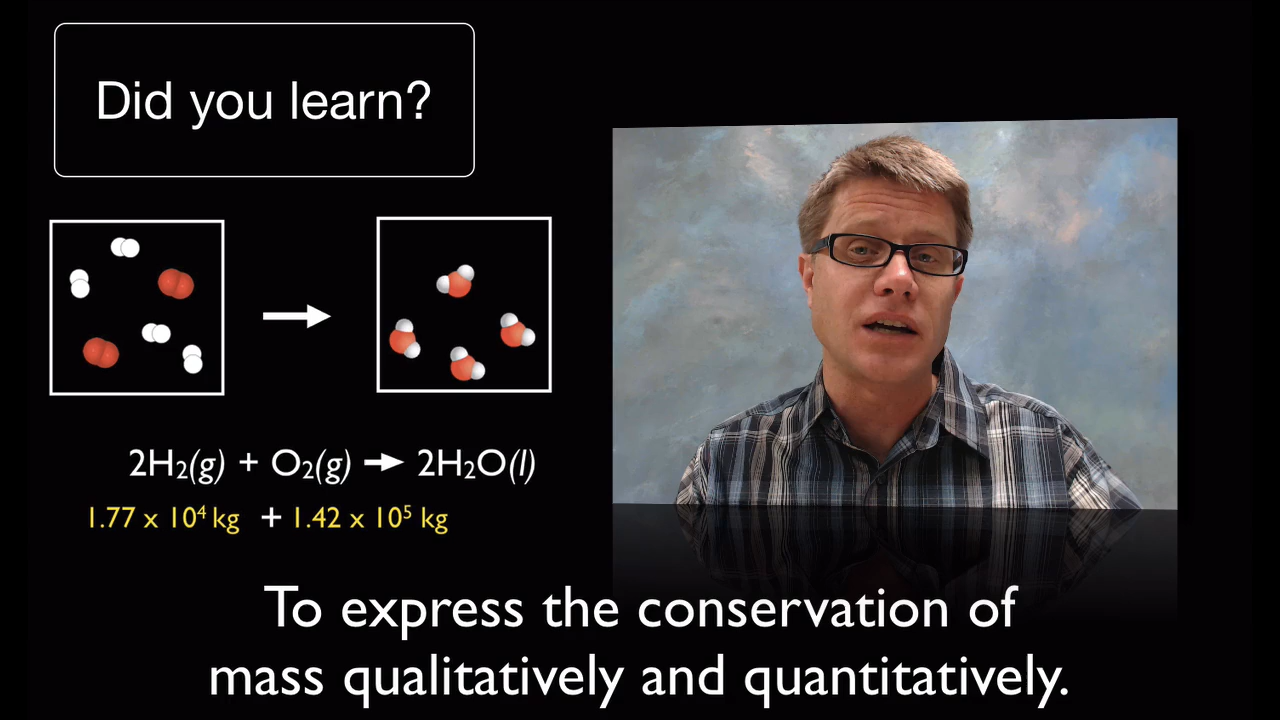 Did you learn?
2H₂(g) + O₂(g) → 2H₂O(l)
1.77 x 10⁴ kg + 1.42 x 10⁵ kg
To express the conservation of
mass qualitatively and quantitatively.